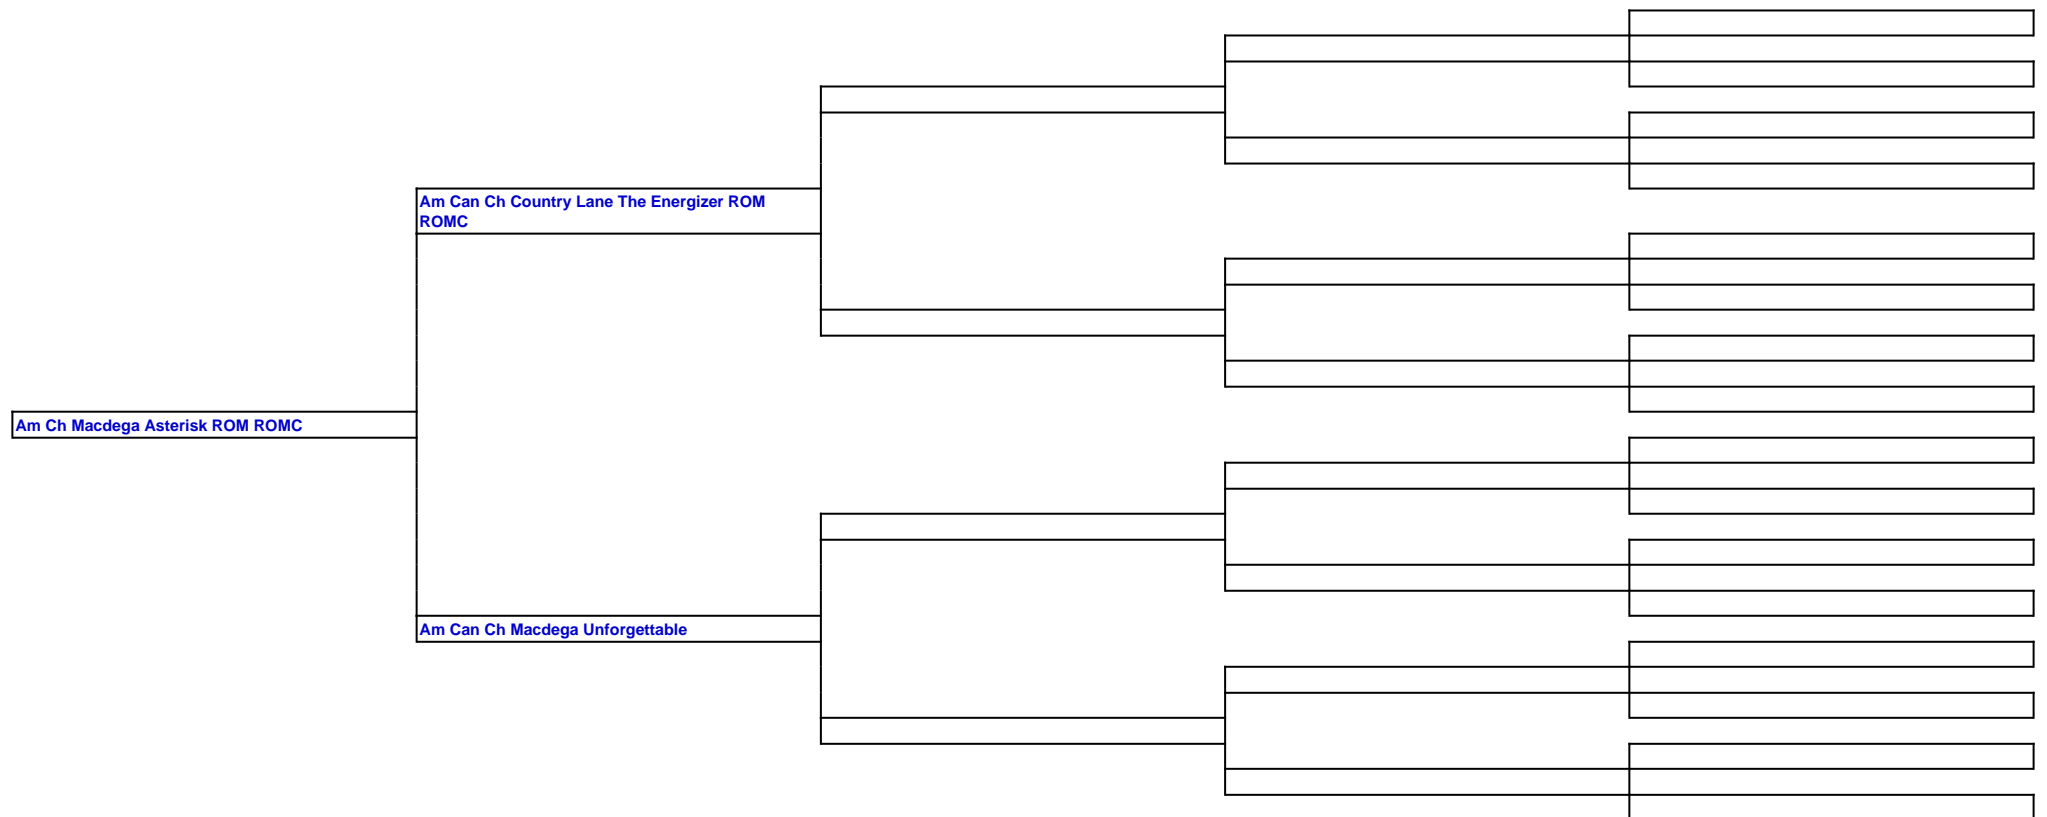 Am Can Ch Country Lane The Energizer ROM
ROMC
Am Ch Macdega Asterisk ROM ROMC
Am Can Ch Macdega Unforgettable